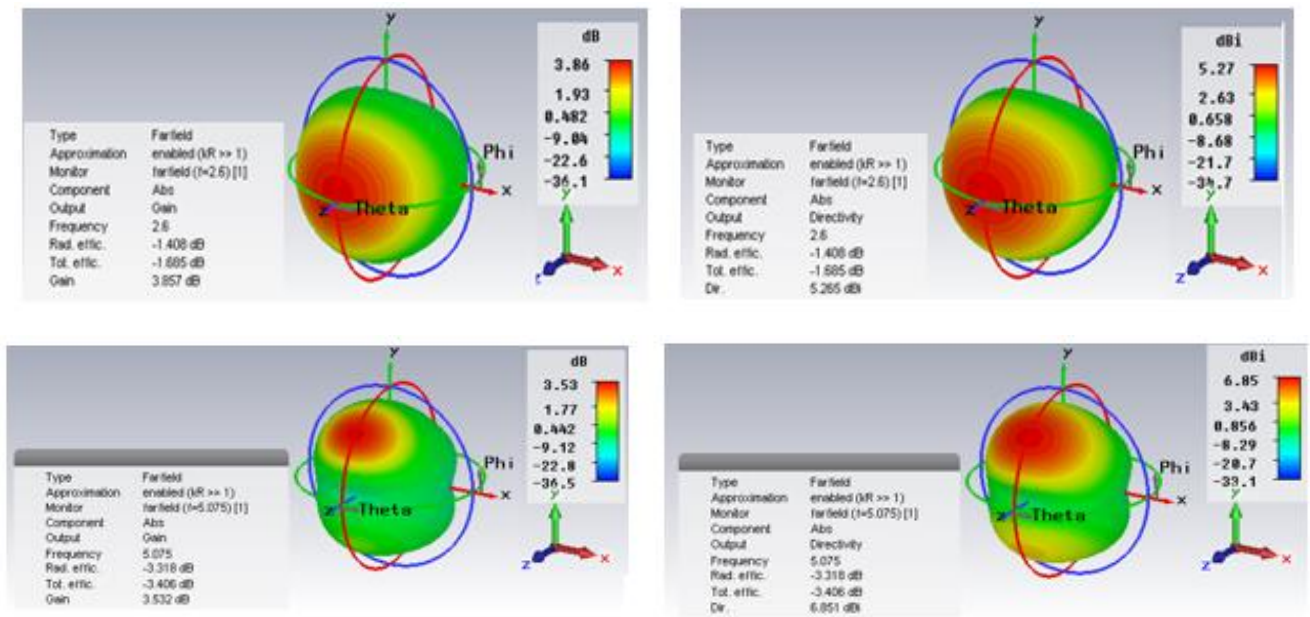 y
dB
3.86
1.93
0.482
-9.04
-22.6
-36.1
Phi
x
z Theta
Type Farfield
Approximation enabled (kR >> 1)
Monitor farfield (f=2.6) [1]
Component Abs
Output Gain
Frequency 2.6
Rad. effic. -1.408 dB
Tot. effic. -1.685 dB
Gain 3.857 dB
y
z x
y
dBi
5.27
2.63
0.658
-8.68
-21.7
-34.7
Phi
x
z Theta
Type Farfield
Approximation enabled (kR >> 1)
Monitor farfield (f=2.6) [1]
Component Abs
Output Directivity
Frequency 2.6
Rad. effic. -1.408 dB
Tot. effic. -1.685 dB
Dir. 5.265 dBi
y
z x
y
dB
3.53
1.77
0.442
-9.12
-22.8
-36.5
Phi
x
z Theta
Type Farfield
Approximation enabled (kR >> 1)
Monitor farfield (f=5.075) [1]
Component Abs
Output Gain
Frequency 5.075
Rad. effic. -3.318 dB
Tot. effic. -3.406 dB
Gain 3.532 dB
y
z x
y
dBi
6.85
3.43
0.856
-8.29
-20.7
-33.1
Phi
x
z Theta
Type Farfield
Approximation enabled (kR >> 1)
Monitor farfield (f=5.075) [1]
Component Abs
Output Directivity
Frequency 5.075
Rad. effic. -3.318 dB
Tot. effic. -3.406 dB
Dir. 6.851 dBi
y
z x